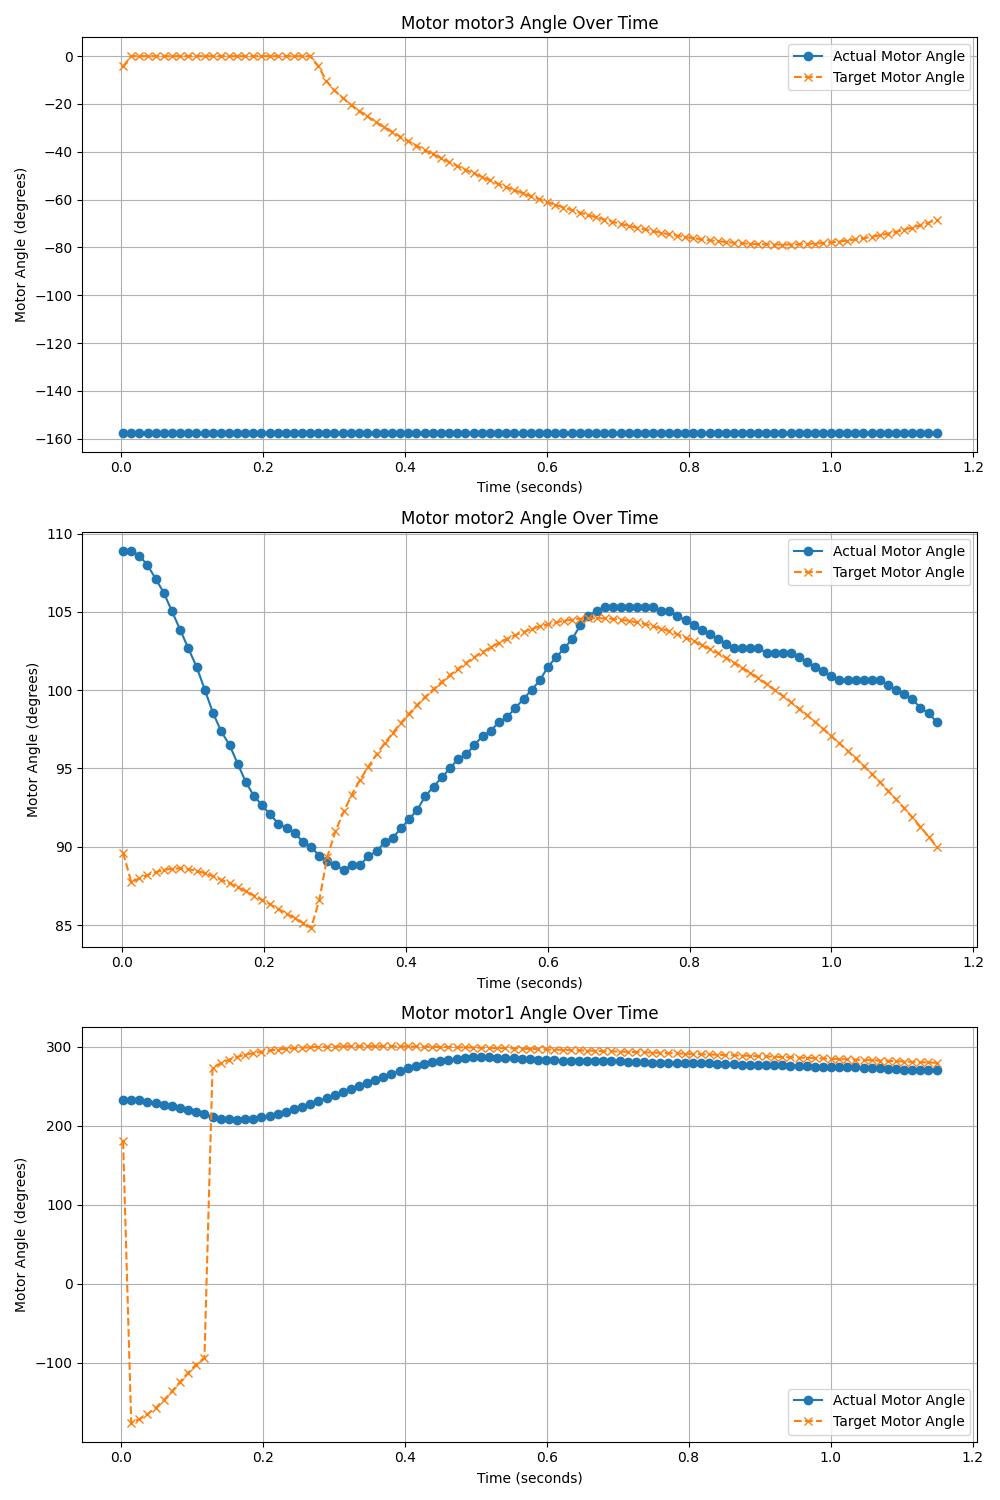 Motor motor3 Angle Over Time
Actual Motor Angle
Target Motor Angle
Motor Angle (degrees)
0
−20
−40
−60
−80
−100
−120
−140
−160
0.0 0.2 0.4 0.6 0.8 1.0 1.2
Time (seconds)
Motor motor2 Angle Over Time
Actual Motor Angle
Target Motor Angle
Motor Angle (degrees)
110
105
100
95
90
85
0.0 0.2 0.4 0.6 0.8 1.0 1.2
Time (seconds)
Motor motor1 Angle Over Time
Motor Angle (degrees)
300
200
100
0
−100
Actual Motor Angle
Target Motor Angle
0.0 0.2 0.4 0.6 0.8 1.0 1.2
Time (seconds)